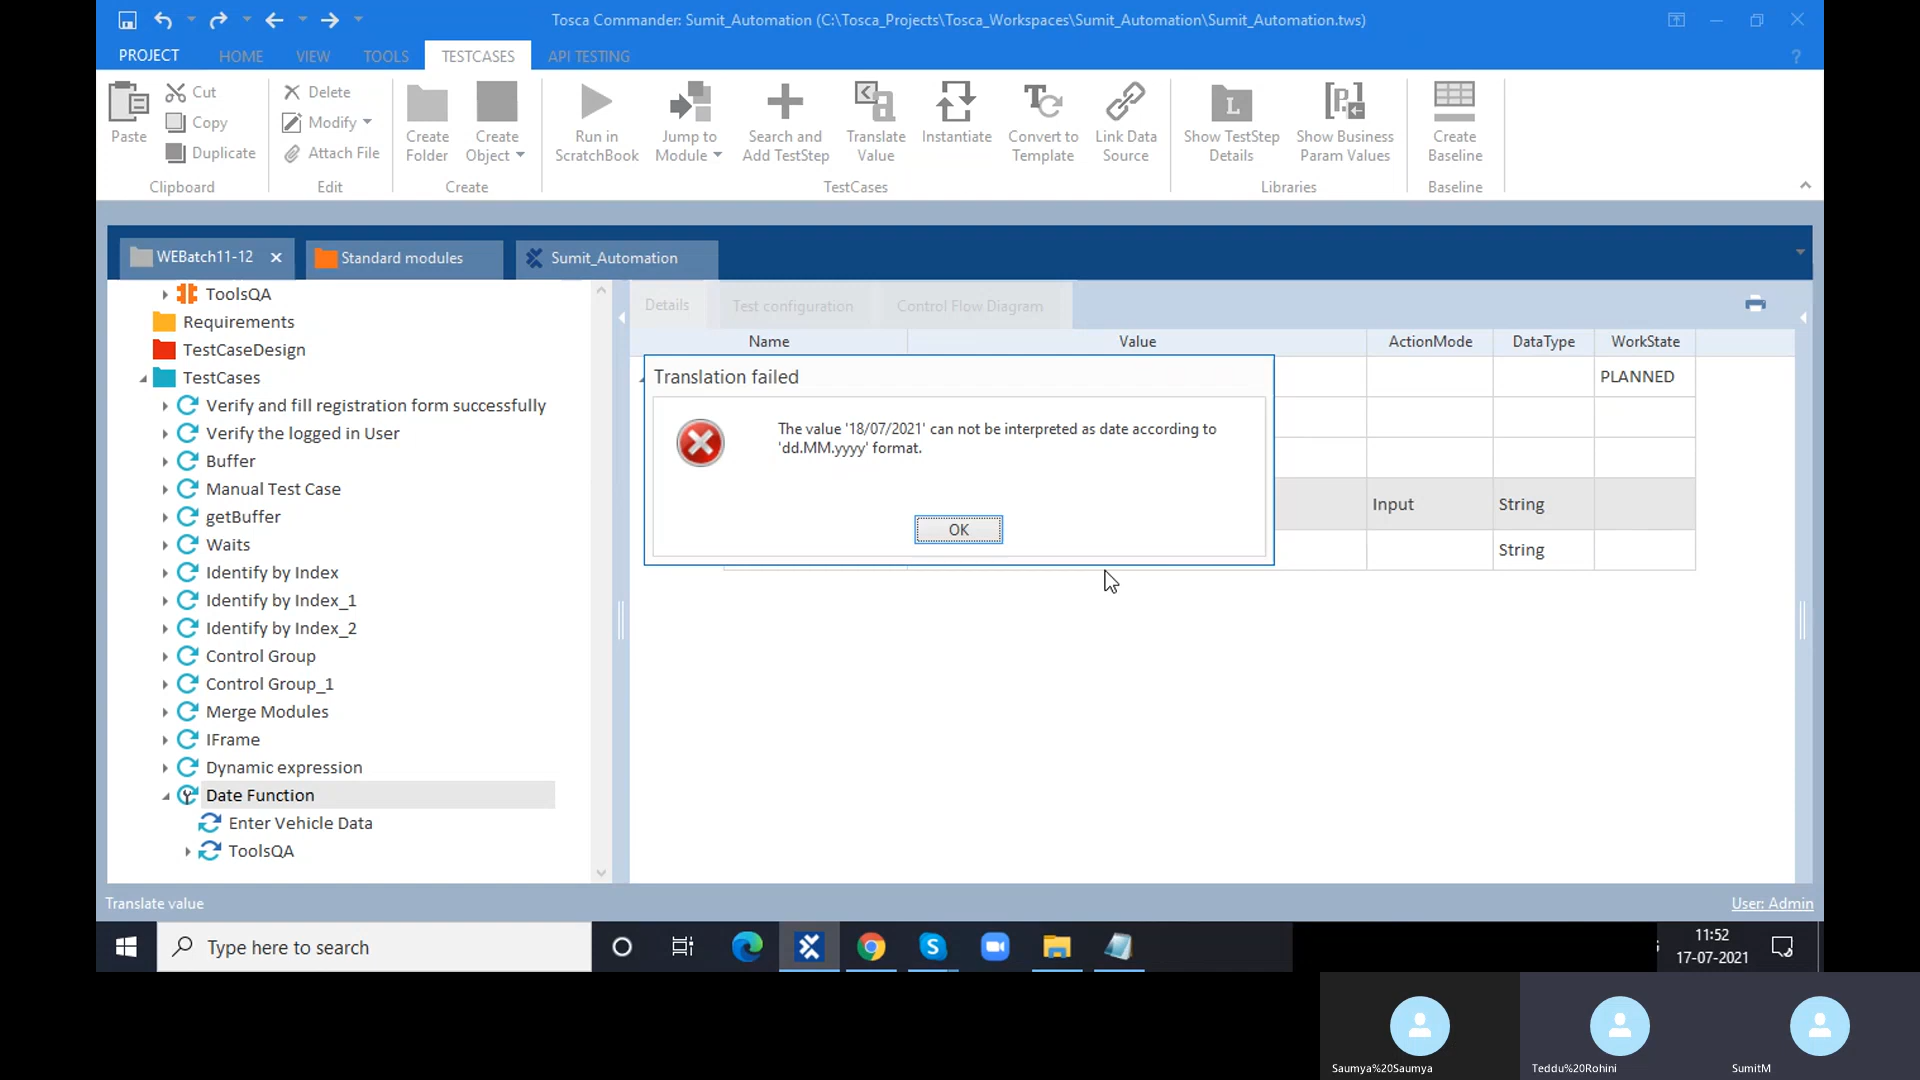 Tosca Commander: Sumit_Automation (C:\Tosca_Projects\Tosca_Workspaces\Sumit_Automation\Sumit_Automation.tws)
PROJECT HOME VIEW TOOLS TESTCASES API TESTING ?
Paste Cut Copy Duplicate
Clipboard
Delete Modify Attach File
Edit
Create Folder Create Object
Create
Run in ScratchBook Jump to Module Search and Add TestStep Translate Value Instantiate Convert to Template Link Data Source
TestCases
Show TestStep Details Show Business Param Values
Libraries
Create Baseline
Baseline
WEBatch11-12 Standard modules Sumit_Automation
ToolsQA
Requirements
TestCaseDesign
TestCases
Verify and fill registration form successfully
Verify the logged in User
Buffer
Manual Test Case
getBuffer
Waits
Identify by Index
Identify by Index_1
Identify by Index_2
Control Group
Control Group_1
Merge Modules
IFrame
Dynamic expression
Date Function
Enter Vehicle Data
ToolsQA
Details Test configuration Control Flow Diagram
Name Value ActionMode DataType WorkState
PLANNED
Input String
String
Translation failed
The value '18/07/2021' can not be interpreted as date according to
'dd.MM.yyyy' format.
OK
Translate value
User: Admin
Type here to search
11:52
17-07-2021
Saumya%20Saumya Teddu%20Rohini SumitM